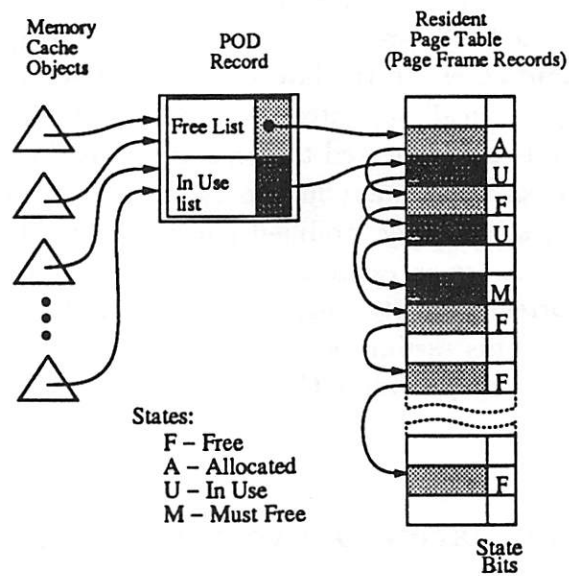 Memory
Cache
Objects
POD
Record
Resident
Page Table
(Page Frame Records)
Free List
In Use
list
A
U
F
U
M
F
F
F
States:
F – Free
A – Allocated
U – In Use
M – Must Free
State
Bits